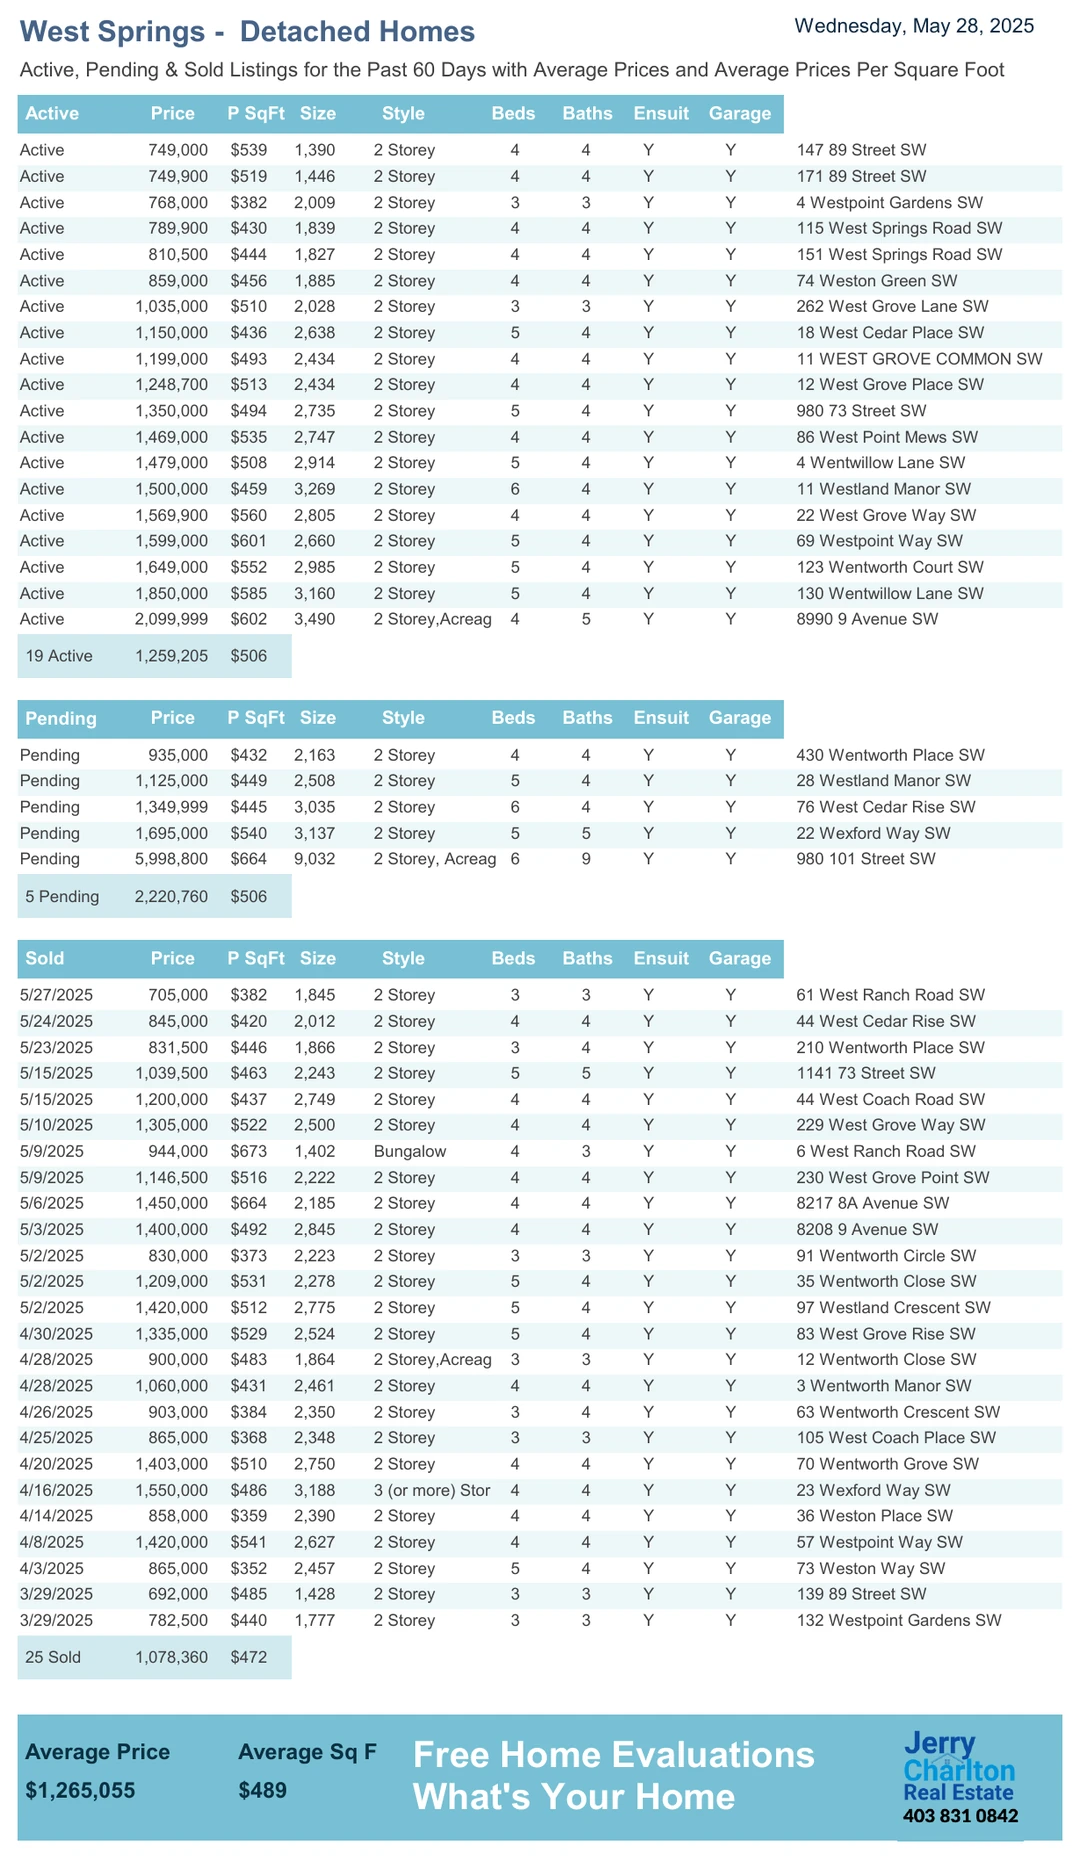 West Springs - Detached Homes
Wednesday, May 28, 2025
Active, Pending & Sold Listings for the Past 60 Days with Average Prices and Average Prices Per Square Foot
Active Price P SqFt Size Style Beds Baths Ensuit Garage
Active 749,000 $539 1,390 2 Storey 4 4 Y Y 147 89 Street SW
Active 749,900 $519 1,446 2 Storey 4 4 Y Y 171 89 Street SW
Active 768,000 $382 2,009 2 Storey 3 3 Y Y 4 Westpoint Gardens SW
Active 789,900 $430 1,839 2 Storey 4 4 Y Y 115 West Springs Road SW
Active 810,500 $444 1,827 2 Storey 4 4 Y Y 151 West Springs Road SW
Active 859,000 $456 1,885 2 Storey 4 4 Y Y 74 Weston Green SW
Active 1,035,000 $510 2,028 2 Storey 3 3 Y Y 262 West Grove Lane SW
Active 1,150,000 $436 2,638 2 Storey 5 4 Y Y 18 West Cedar Place SW
Active 1,199,000 $493 2,434 2 Storey 4 4 Y Y 11 WEST GROVE COMMON SW
Active 1,248,700 $513 2,434 2 Storey 4 4 Y Y 12 West Grove Place SW
Active 1,350,000 $494 2,735 2 Storey 5 4 Y Y 980 73 Street SW
Active 1,469,000 $535 2,747 2 Storey 4 4 Y Y 86 West Point Mews SW
Active 1,479,000 $508 2,914 2 Storey 5 4 Y Y 4 Wentwillow Lane SW
Active 1,500,000 $459 3,269 2 Storey 6 4 Y Y 11 Westland Manor SW
Active 1,569,900 $560 2,805 2 Storey 4 4 Y Y 22 West Grove Way SW
Active 1,599,000 $601 2,660 2 Storey 5 4 Y Y 69 Westpoint Way SW
Active 1,649,000 $552 2,985 2 Storey 5 4 Y Y 123 Wentworth Court SW
Active 1,850,000 $585 3,160 2 Storey 5 4 Y Y 130 Wentwillow Lane SW
Active 2,099,999 $602 3,490 2 Storey,Acreag 4 5 Y Y 8990 9 Avenue SW
19 Active 1,259,205 $506
Pending Price P SqFt Size Style Beds Baths Ensuit Garage
Pending 935,000 $432 2,163 2 Storey 4 4 Y Y 430 Wentworth Place SW
Pending 1,125,000 $449 2,508 2 Storey 5 4 Y Y 28 Westland Manor SW
Pending 1,349,999 $445 3,035 2 Storey 6 4 Y Y 76 West Cedar Rise SW
Pending 1,695,000 $540 3,137 2 Storey 5 5 Y Y 22 Wexford Way SW
Pending 5,998,800 $664 9,032 2 Storey, Acreag 6 9 Y Y 980 101 Street SW
5 Pending 2,220,760 $506
Sold Price P SqFt Size Style Beds Baths Ensuit Garage
5/27/2025 705,000 $382 1,845 2 Storey 3 3 Y Y 61 West Ranch Road SW
5/24/2025 845,000 $420 2,012 2 Storey 4 4 Y Y 44 West Cedar Rise SW
5/23/2025 831,500 $446 1,866 2 Storey 3 4 Y Y 210 Wentworth Place SW
5/15/2025 1,039,500 $463 2,243 2 Storey 5 5 Y Y 1141 73 Street SW
5/15/2025 1,200,000 $437 2,749 2 Storey 4 4 Y Y 44 West Coach Road SW
5/10/2025 1,305,000 $522 2,500 2 Storey 4 4 Y Y 229 West Grove Way SW
5/9/2025 944,000 $673 1,402 Bungalow 4 3 Y Y 6 West Ranch Road SW
5/9/2025 1,146,500 $516 2,222 2 Storey 4 4 Y Y 230 West Grove Point SW
5/6/2025 1,450,000 $664 2,185 2 Storey 4 4 Y Y 8217 8A Avenue SW
5/3/2025 1,400,000 $492 2,845 2 Storey 4 4 Y Y 8208 9 Avenue SW
5/2/2025 830,000 $373 2,223 2 Storey 3 3 Y Y 91 Wentworth Circle SW
5/2/2025 1,209,000 $531 2,278 2 Storey 5 4 Y Y 35 Wentworth Close SW
5/2/2025 1,420,000 $512 2,775 2 Storey 5 4 Y Y 97 Westland Crescent SW
4/30/2025 1,335,000 $529 2,524 2 Storey 5 4 Y Y 83 West Grove Rise SW
4/28/2025 900,000 $483 1,864 2 Storey,Acreag 3 3 Y Y 12 Wentworth Close SW
4/28/2025 1,060,000 $431 2,461 2 Storey 4 4 Y Y 3 Wentworth Manor SW
4/26/2025 903,000 $384 2,350 2 Storey 3 4 Y Y 63 Wentworth Crescent SW
4/25/2025 865,000 $368 2,348 2 Storey 3 3 Y Y 105 West Coach Place SW
4/20/2025 1,403,000 $510 2,750 2 Storey 4 4 Y Y 70 Wentworth Grove SW
4/16/2025 1,550,000 $486 3,188 3 (or more) Stor 4 4 Y Y 23 Wexford Way SW
4/14/2025 858,000 $359 2,390 2 Storey 4 4 Y Y 36 Weston Place SW
4/8/2025 1,420,000 $541 2,627 2 Storey 4 4 Y Y 57 Westpoint Way SW
4/3/2025 865,000 $352 2,457 2 Storey 5 4 Y Y 73 Weston Way SW
3/29/2025 692,000 $485 1,428 2 Storey 3 3 Y Y 139 89 Street SW
3/29/2025 782,500 $440 1,777 2 Storey 3 3 Y Y 132 Westpoint Gardens SW
25 Sold 1,078,360 $472
Average Price Average Sq F
$1,265,055 $489
Free Home Evaluations
What's Your Home
Jerry
Charlton
Real Estate
403 831 0842